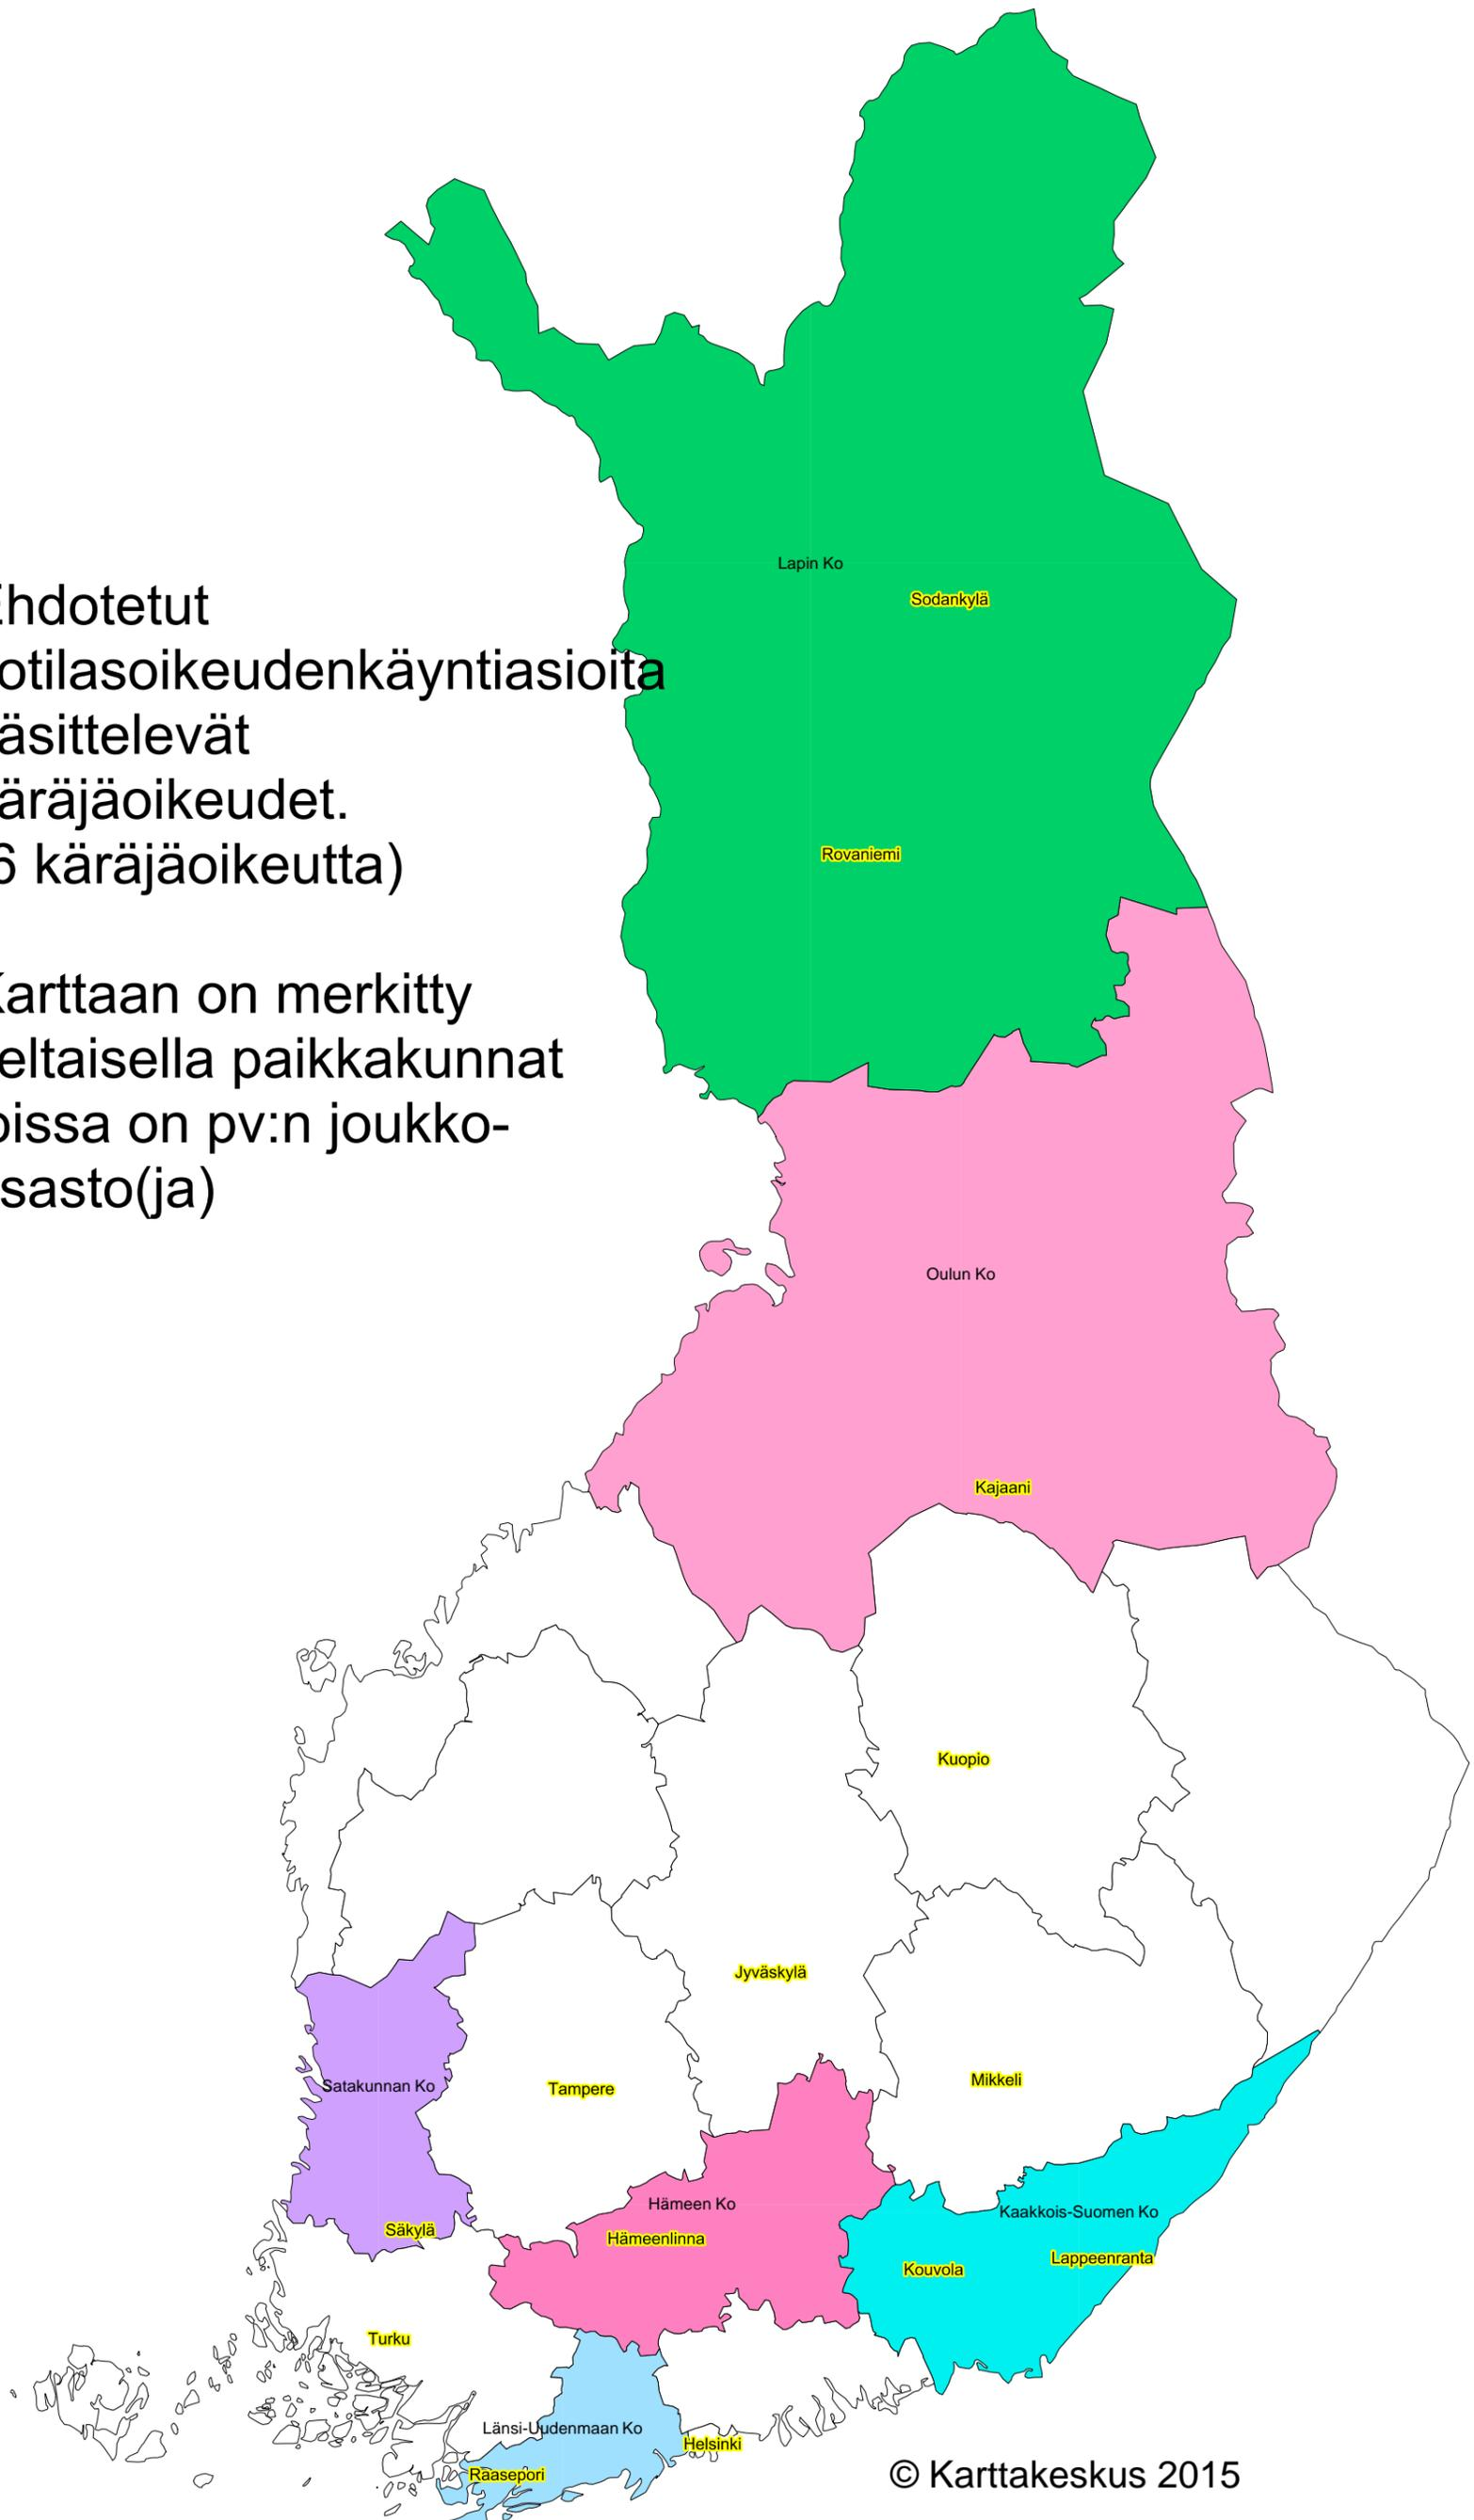 hdotetut
otilasoikeudenkäyntiasioita
äsittelevät
äräjäoikeudet.
6 käräjäoikeutta)
Karttaan on merkitty
eltaisella paikkakunnat
oissa on pv:n joukko-
sasto(ja)
Lapin Ko
Sodankylä
Rovaniemi
Oulun Ko
Kajaani
Kuopio
Jyväskylä
Satakunnan Ko
Tampere
Mikkeli
Hämeen Ko
Kaakkois-Suomen Ko
Säkylä
Hämeenlinna
Lappeenranta
Kouvola
Turku
Länsi-Uudenmaan Ko
Helsinki
Raasepori
© Karttakeskus 2015